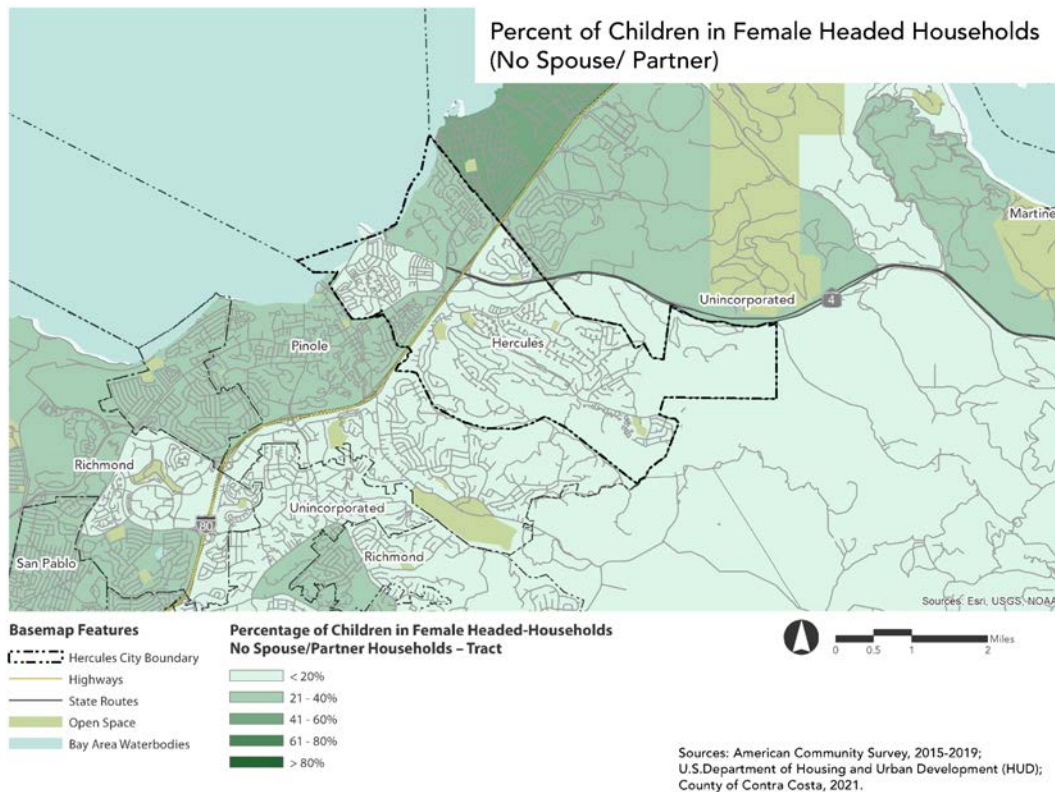 Percent of Children in Female Headed Households
(No Spouse/ Partner)
Martine
Unincorporated
4
Hercules
Pinole
Richmond
80
Unincorporated
San Pablo
Richmond
Sources: Esri, USGS, NOAA
Basemap Features
Hercules City Boundary
Highways
State Routes
Open Space
Bay Area Waterbodies
Percentage of Children in Female Headed-Households
No Spouse/Partner Households – Tract
< 20%
21 - 40%
41 - 60%
61 - 80%
> 80%
0 0.5 1 2 Miles
Sources: American Community Survey, 2015-2019;
U.S.Department of Housing and Urban Development (HUD);
County of Contra Costa, 2021.